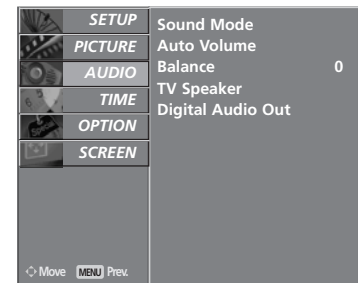 SETUP
PICTURE
AUDIO
TIME
OPTION
SCREEN
Sound Mode
Auto Volume
Balance 0
TV Speaker
Digital Audio Out
Move MENU Prev.